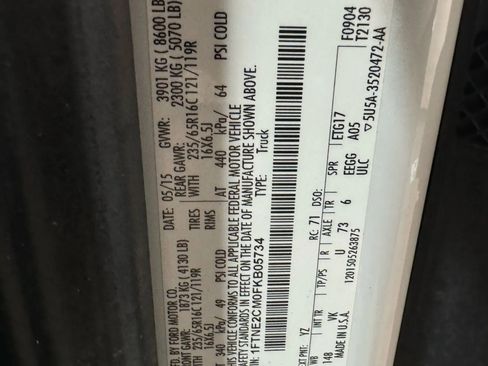 FD. BY FORD MOTOR CO. DATE: 05/15 GVWR: 3901 KG ( 8600 LB
FRONT GAWR: 1873 KG ( 4130 LB) REAR GAWR: 2300 KG ( 5070 LB)
235/65R16C 121/119R TIRES WITH 235/65R16C 121/119R
16X6.5J RIMS 16X6.5J
AT 340 kPa/ 49 PSI COLD AT 440 kPa/ 64 PSI COLD
THIS VEHICLE CONFORMS TO ALL APPLICABLE FEDERAL MOTOR VEHICLE
SAFETY STANDARDS IN EFFECT ON THE DATE OF MANUFACTURE SHOWN ABOVE.
VIN: 1FTNE2CM0FKB05734 TYPE: Truck
F0904
T2130
EXT PNT: YZ RC: 71 DSO:
WB INT TR TP/PS R AXLE TR SPR ETG17
148 VK U 73 6 EEGG A05
MADE IN U.S.A. ULC
1201505263875 ▽5U5A-3520472-AA